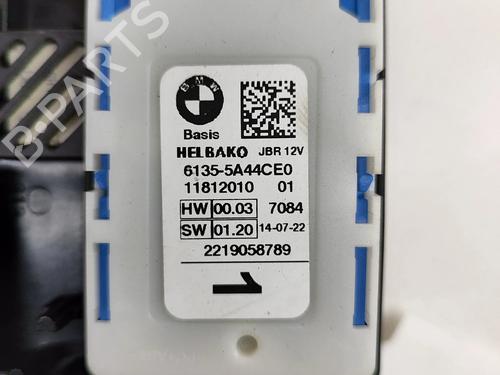 B-PARTS
BMW
Basis
HELBAKO JBR 12V
6135-5A44CE0
11812010 01
HW 00.03 7084
SW 01.20 14-07-22
2219058789
1